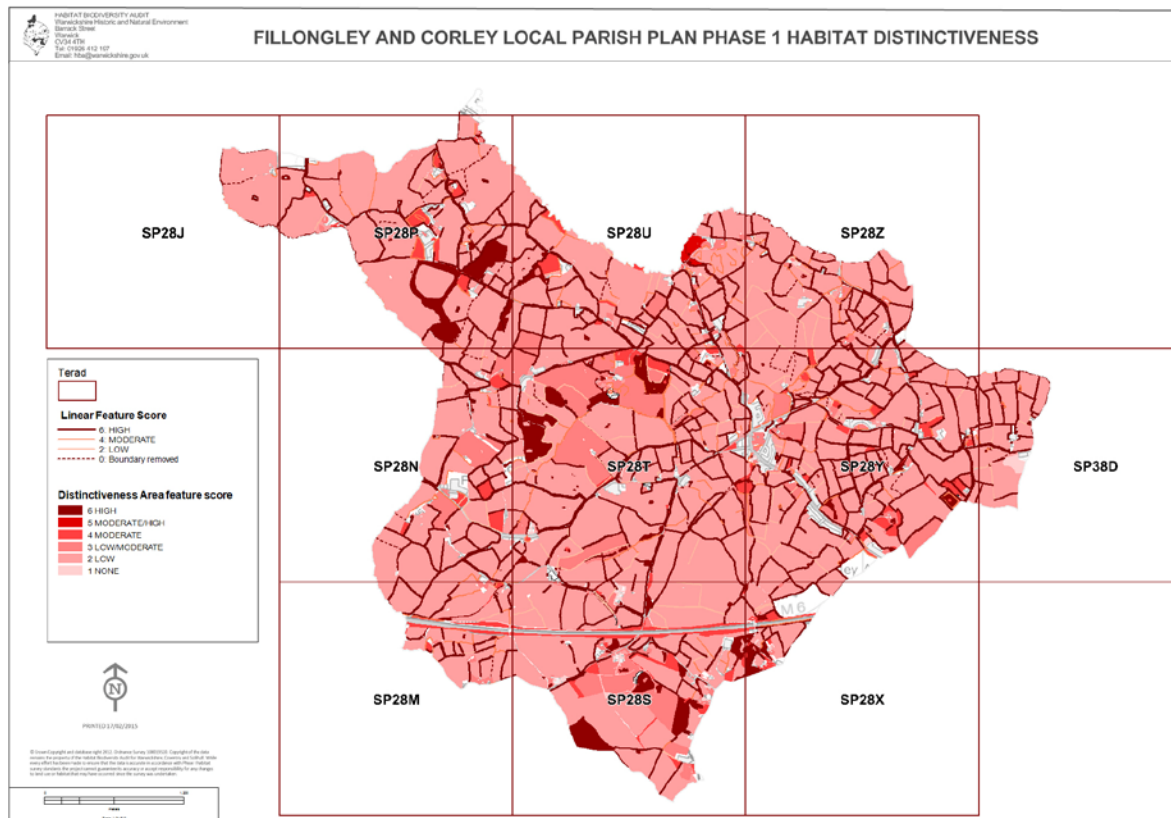 HABITAT BIODIVERSITY AUDIT
Warwickshire Historic and Natural Environment
Barrack Street
Warwick
CV34 4TH
Tel: 01926 412 197
Email: hba@warwickshire.gov.uk
FILLONGLEY AND CORLEY LOCAL PARISH PLAN PHASE 1 HABITAT DISTINCTIVENESS
SP28J
SP28P
SP28U
SP28Z
SP28N
SP28T
SP28Y
SP38D
ey
M 6
SP28M
SP28S
SP28X
Terad
Linear Feature Score
6: HIGH
4: MODERATE
2: LOW
0: Boundary removed
Distinctiveness Area feature score
6 HIGH
5 MODERATE/HIGH
4 MODERATE
3 LOW/MODERATE
2 LOW
1 NONE
N
PRINTED 17/02/2015